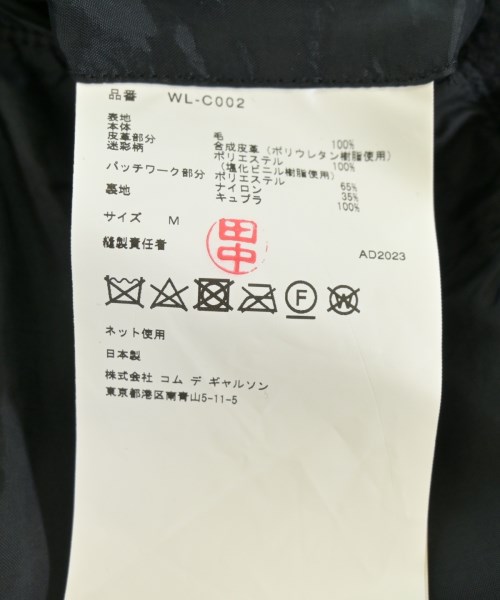 品番 WL-C002
表地
本体 毛 100%
皮革部分 合成皮革（ポリウレタン樹脂使用）
迷彩柄 ポリエステル 100%
（塩化ビニル樹脂使用）
パッチワーク部分 ポリエステル 65%
ナイロン 35%
裏地 キュプラ 100%
サイズ M
縫製責任者 田中
AD2023
F
W
ネット使用
日本製
株式会社 コム デ ギャルソン
東京都港区南青山5-11-5